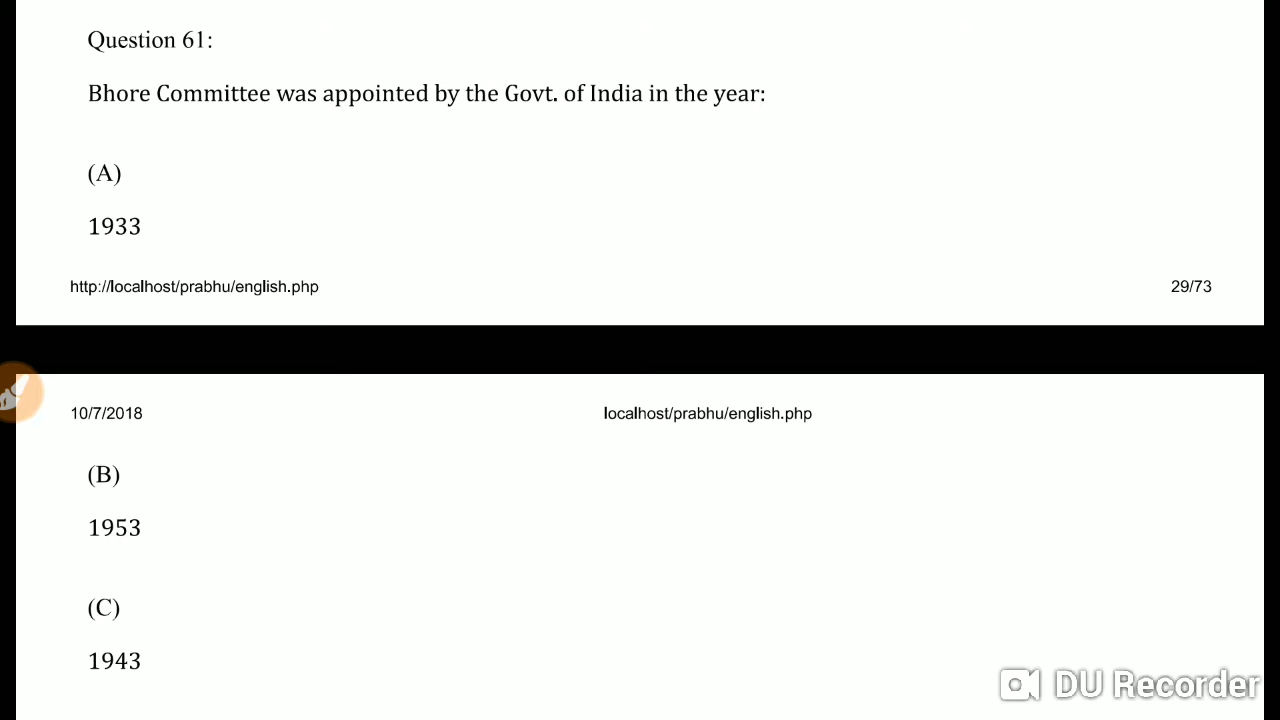 Question 61:
Bhore Committee was appointed by the Govt. of India in the year:
(A)
1933
http://localhost/prabhu/english.php 29/73
10/7/2018 localhost/prabhu/english.php
(B)
1953
(C)
1943
DU Recorder